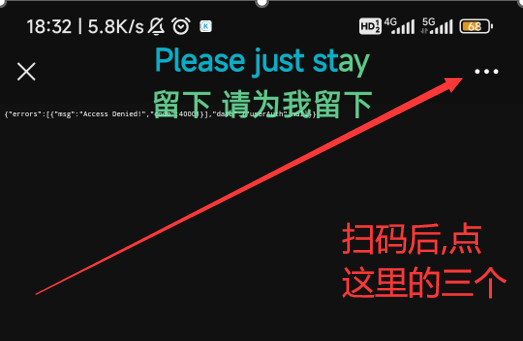 18:32 | 5.8K/s
HD 4G 5G 68
Please just stay
留下 请为我留下
{"errors":[{"msg":"Access Denied!","
扫码后,点
这里的三个